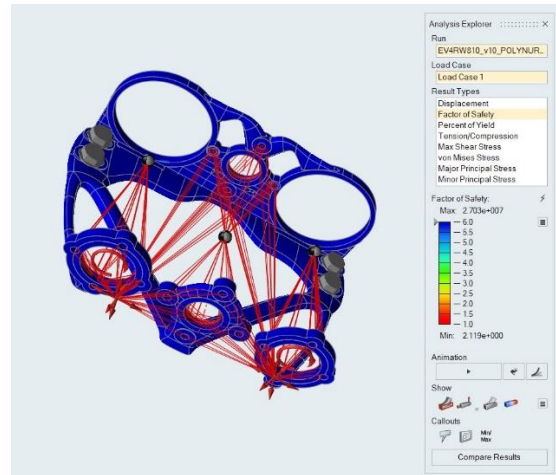 Analysis Explorer
Run
EV4RW810_v10_POLYNUR...
Load Case
Load Case 1
Result Types
Displacement
Factor of Safety
Percent of Yield
Tension/Compression
Max Shear Stress
von Mises Stress
Major Principal Stress
Minor Principal Stress
Factor of Safety:
Max: 2.703e+007
6.0
5.5
5.0
4.5
4.0
3.5
3.0
2.5
2.0
1.5
1.0
Min: 2.119e+000
Animation
Show
Callouts
Min/
Max
Compare Results